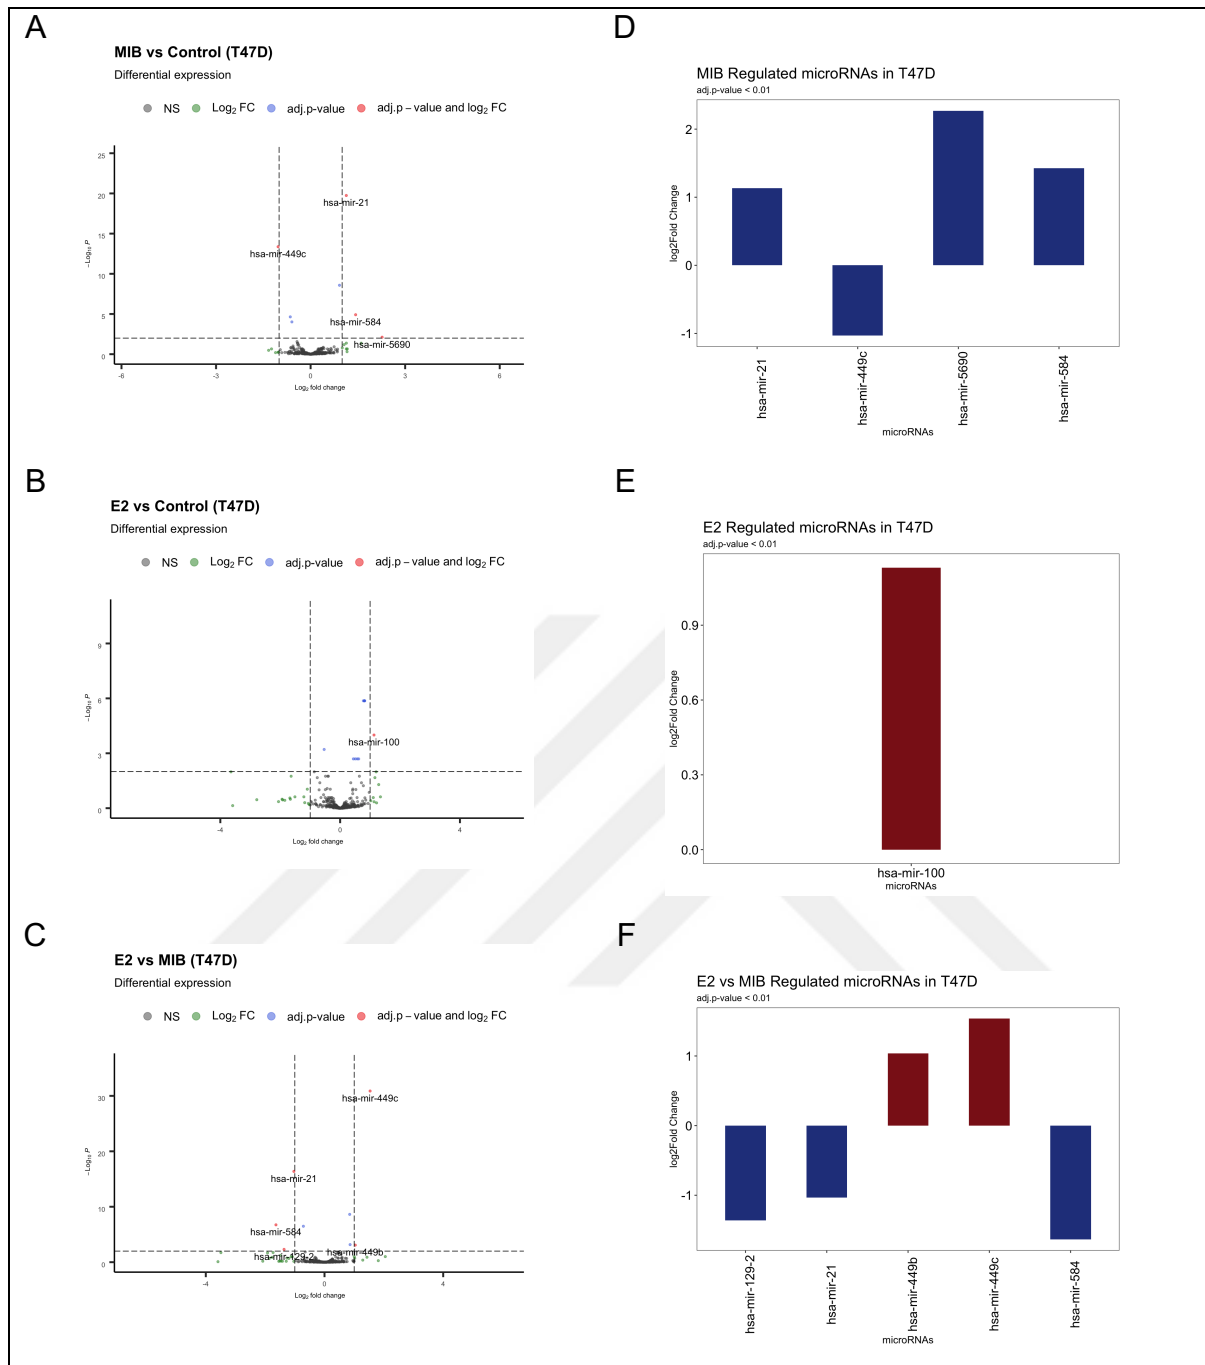 A
MIB vs Control (T47D)
Differential expression
NS Log2 FC adj.p-value adj.p – value and log2 FC
25
20
15
10
5
0
– Log10 P
hsa-mir-21
hsa-mir-449c
hsa-mir-584
hsa-mir-5690
-6 -3 0 3 6
Log2 fold change
D
MIB Regulated microRNAs in T47D
adj.p-value < 0.01
2
1
0
-1
log2Fold Change
hsa-mir-21
hsa-mir-449c
hsa-mir-5690
hsa-mir-584
microRNAs
B
E2 vs Control (T47D)
Differential expression
NS Log2 FC adj.p-value adj.p – value and log2 FC
9
6
3
0
– Log10 P
hsa-mir-100
-4 0 4
Log2 fold change
E
E2 Regulated microRNAs in T47D
adj.p-value < 0.01
0.9
0.6
0.3
0.0
log2Fold Change
hsa-mir-100
microRNAs
C
E2 vs MIB (T47D)
Differential expression
NS Log2 FC adj.p-value adj.p – value and log2 FC
30
20
10
0
– Log10 P
hsa-mir-449c
hsa-mir-21
hsa-mir-584
hsa-mir-129-2
hsa-mir-449b
-4 0 4
Log2 fold change
F
E2 vs MIB Regulated microRNAs in T47D
adj.p-value < 0.01
1
0
-1
log2Fold Change
hsa-mir-129-2
hsa-mir-21
hsa-mir-449b
hsa-mir-449c
hsa-mir-584
microRNAs